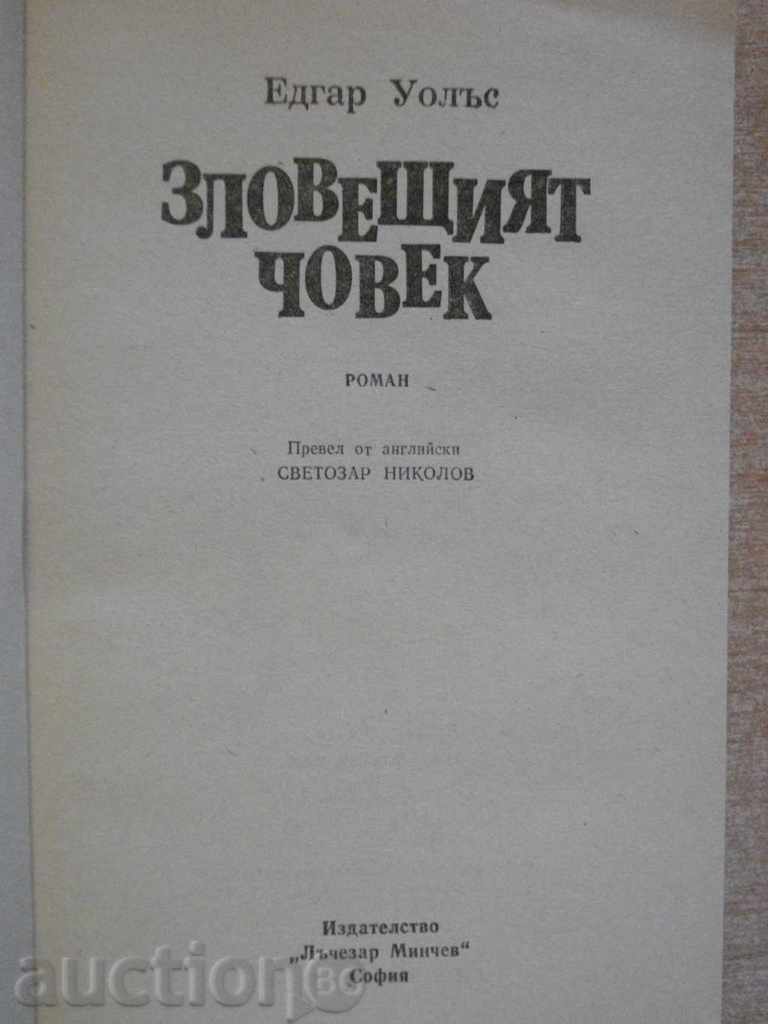 Едгар Уолъс
ЗЛОВЕЩИЯТ
ЧОВЕК
РОМАН
Превел от английски
СВЕТОЗАР НИКОЛОВ
Издателство
„Лъчезар Минчев“
София
auction.bg